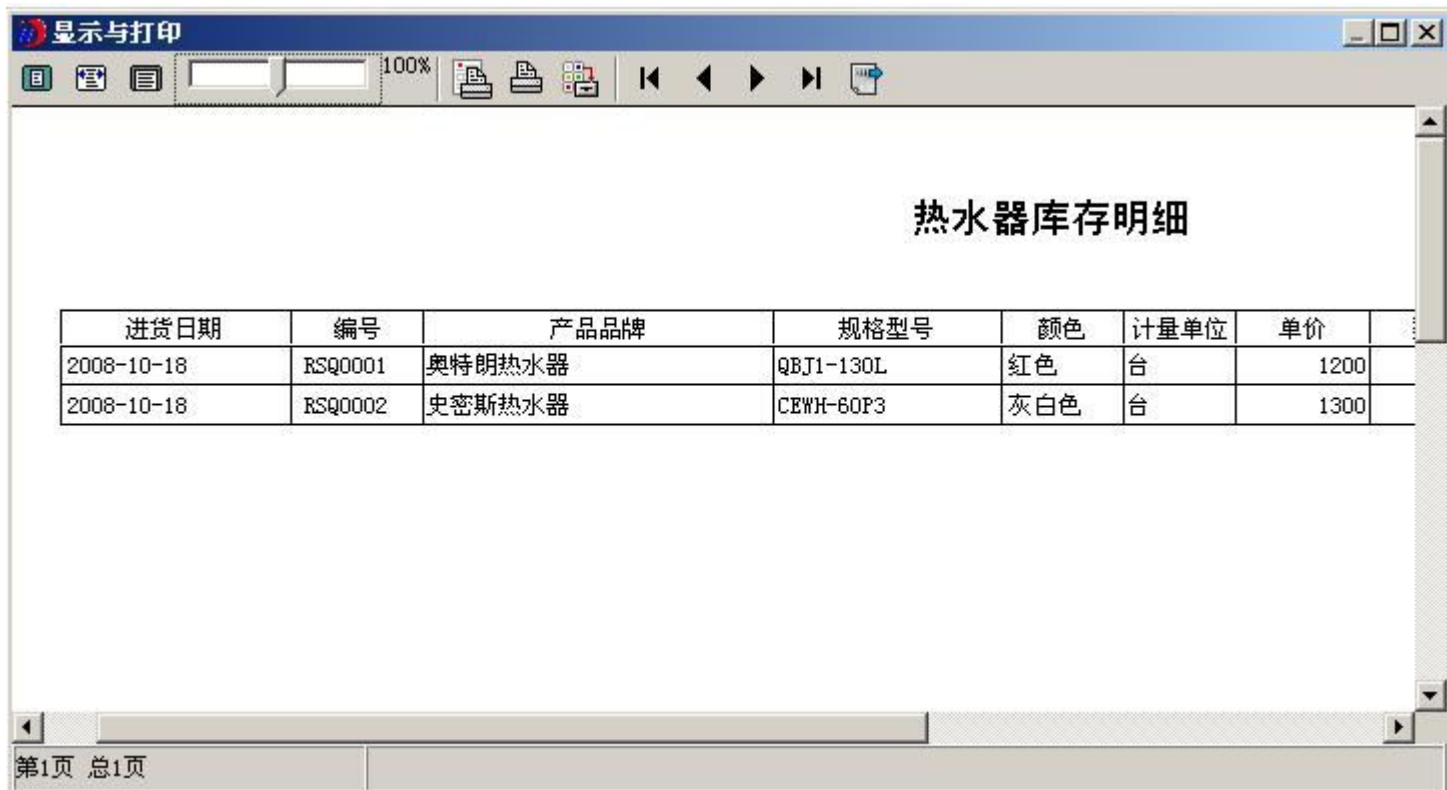 显示与打印
100%
热水器库存明细
进货日期 编号 产品品牌 规格型号 颜色 计量单位 单价
2008-10-18 RSQ0001 奥特朗热水器 QBJ1-130L 红色 台 1200
2008-10-18 RSQ0002 史密斯热水器 CEWH-60P3 灰白色 台 1300
第1页 总1页